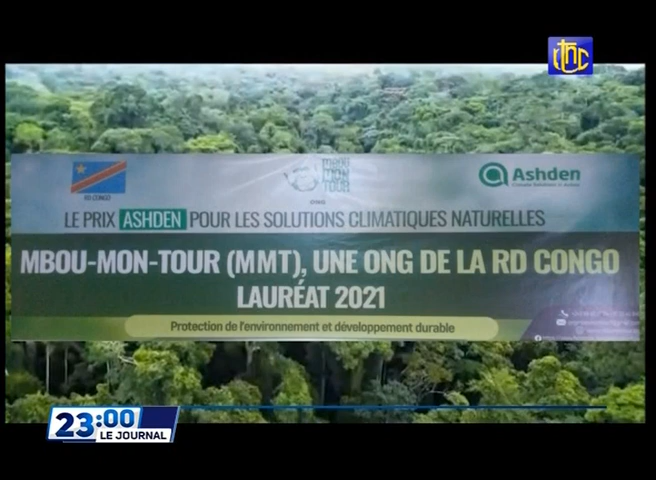 rtnc
MBOU
MON
TOUR
ONG
Ashden
RD CONGO
LE PRIX ASHDEN POUR LES SOLUTIONS CLIMATIQUES NATURELLES
MBOU-MON-TOUR (MMT), UNE ONG DE LA RD CONGO
LAURÉAT 2021
Protection de l'environnement et développement durable
23:00
LE JOURNAL